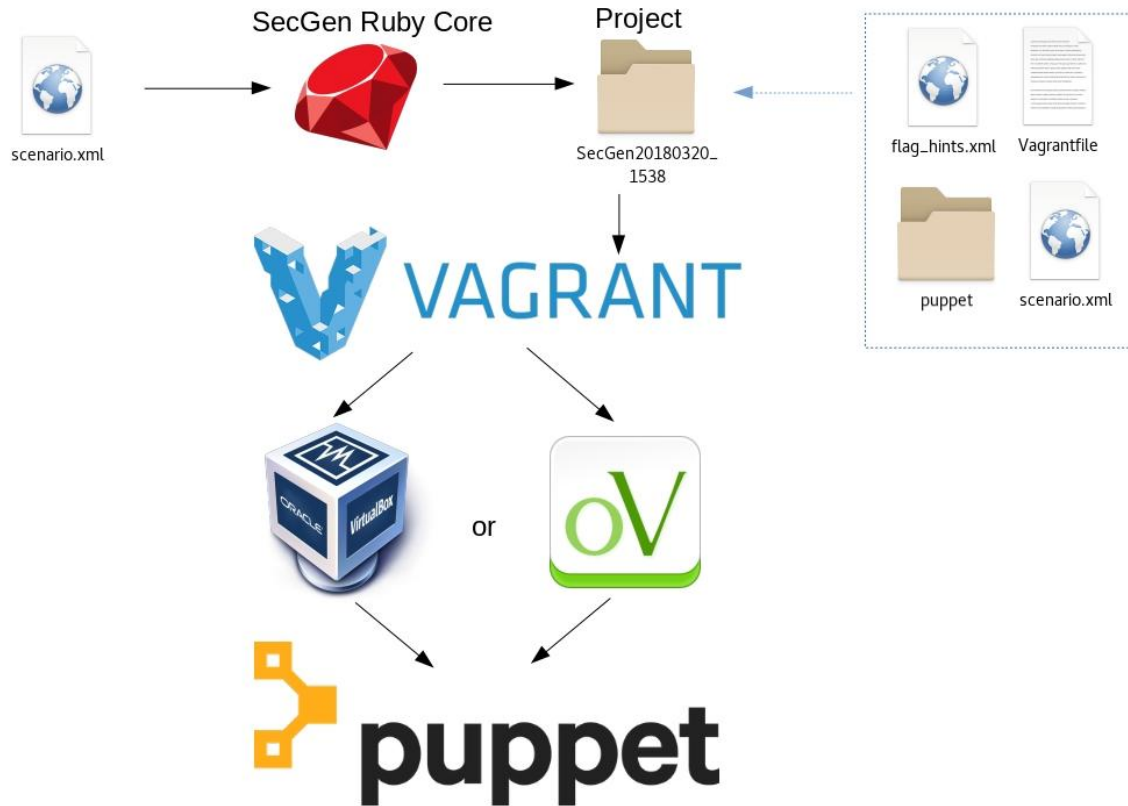 SecGen Ruby Core
Project
scenario.xml
SecGen20180320_
1538
flag_hints.xml
Vagrantfile
puppet
scenario.xml
VAGRANT
ORACLE
VirtualBox
or
oV
puppet